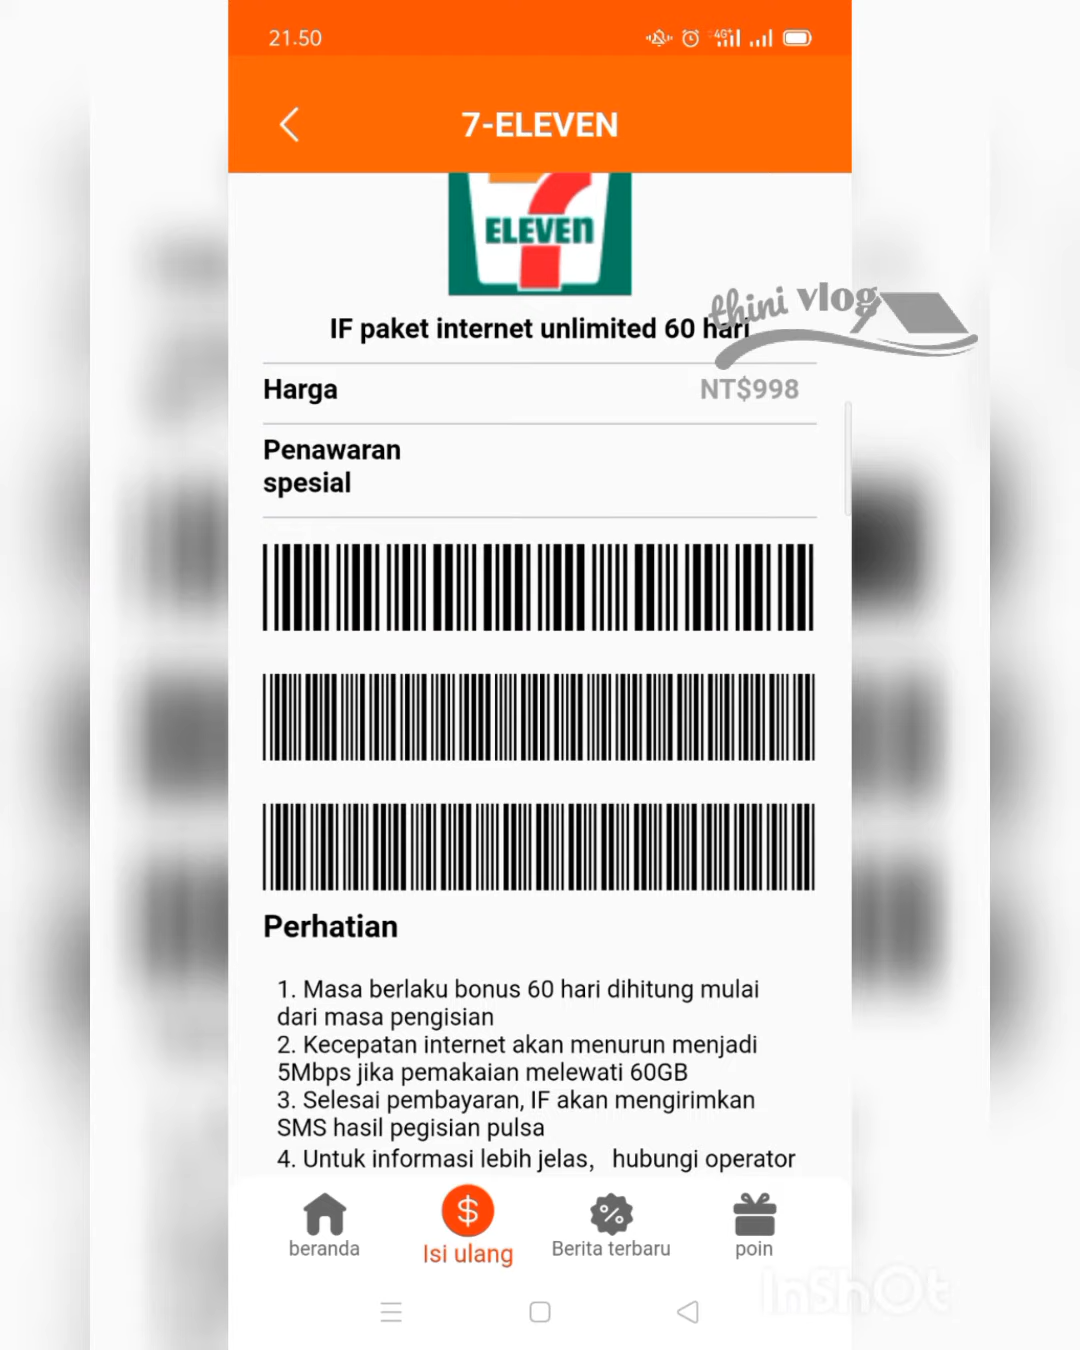 21.50
4G+
7-ELEVEN
7
ELEVEn
thini vlog
IF paket internet unlimited 60 hari
Harga NT$998
Penawaran
spesial
Perhatian
1. Masa berlaku bonus 60 hari dihitung mulai
dari masa pengisian
2. Kecepatan internet akan menurun menjadi
5Mbps jika pemakaian melewati 60GB
3. Selesai pembayaran, IF akan mengirimkan
SMS hasil pegisian pulsa
4. Untuk informasi lebih jelas， hubungi operator
beranda
$
Isi ulang
%
Berita terbaru
poin
InShOt